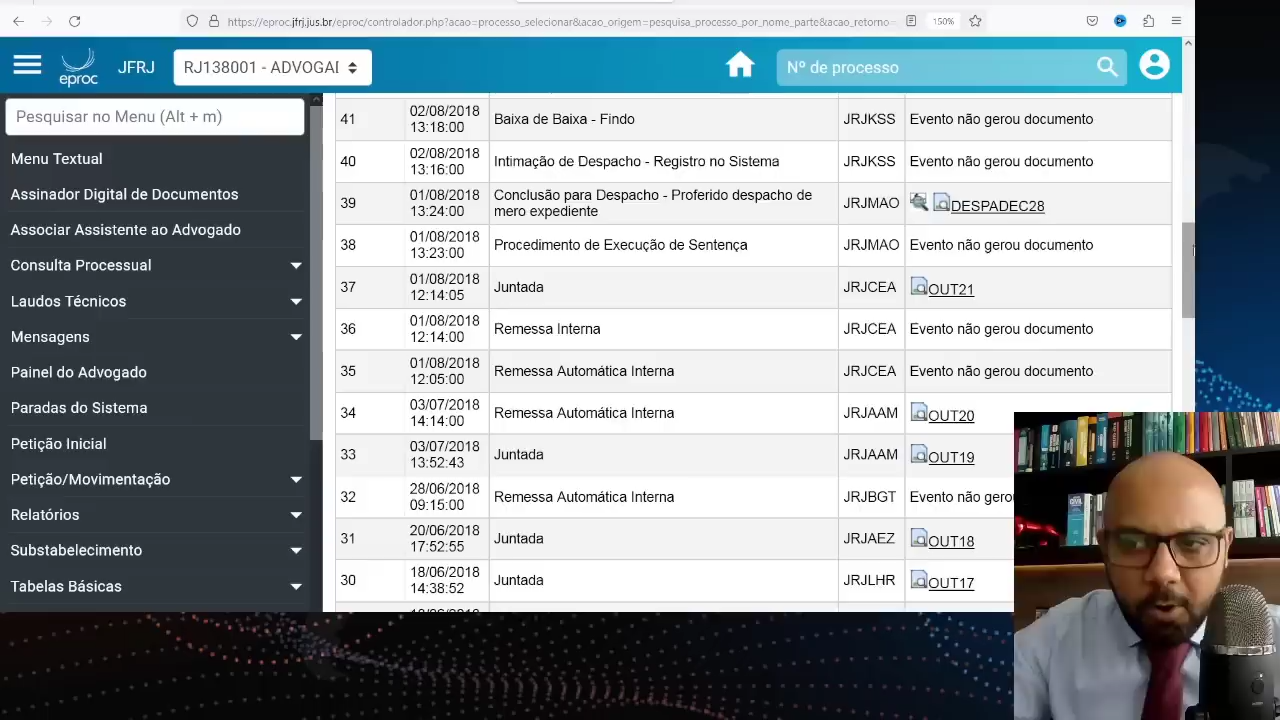 https://eproc.jfrj.jus.br/eproc/controlador.php?acao=processo_selecionar&acao_origem=pesquisa_processo_por_nome_parte&acao_retorno= 150%
eproc JFRJ RJ138001 - ADVOGA Nº de processo
Pesquisar no Menu (Alt + m)
Menu Textual
Assinador Digital de Documentos
Associar Assistente ao Advogado
Consulta Processual
Laudos Técnicos
Mensagens
Painel do Advogado
Paradas do Sistema
Petição Inicial
Petição/Movimentação
Relatórios
Substabelecimento
Tabelas Básicas
41 02/08/2018 13:18:00 Baixa de Baixa - Findo JRJKSS Evento não gerou documento
40 02/08/2018 13:16:00 Intimação de Despacho - Registro no Sistema JRJKSS Evento não gerou documento
39 01/08/2018 13:24:00 Conclusão para Despacho - Proferido despacho de mero expediente JRJMAO DESPADEC28
38 01/08/2018 13:23:00 Procedimento de Execução de Sentença JRJMAO Evento não gerou documento
37 01/08/2018 12:14:05 Juntada JRJCEA OUT21
36 01/08/2018 12:14:00 Remessa Interna JRJCEA Evento não gerou documento
35 01/08/2018 12:05:00 Remessa Automática Interna JRJCEA Evento não gerou documento
34 03/07/2018 14:14:00 Remessa Automática Interna JRJAAM OUT20
33 03/07/2018 13:52:43 Juntada JRJAAM OUT19
32 28/06/2018 09:15:00 Remessa Automática Interna JRJBGT Evento não gero
31 20/06/2018 17:52:55 Juntada JRJAEZ OUT18
30 18/06/2018 14:38:52 Juntada JRJLHR OUT17